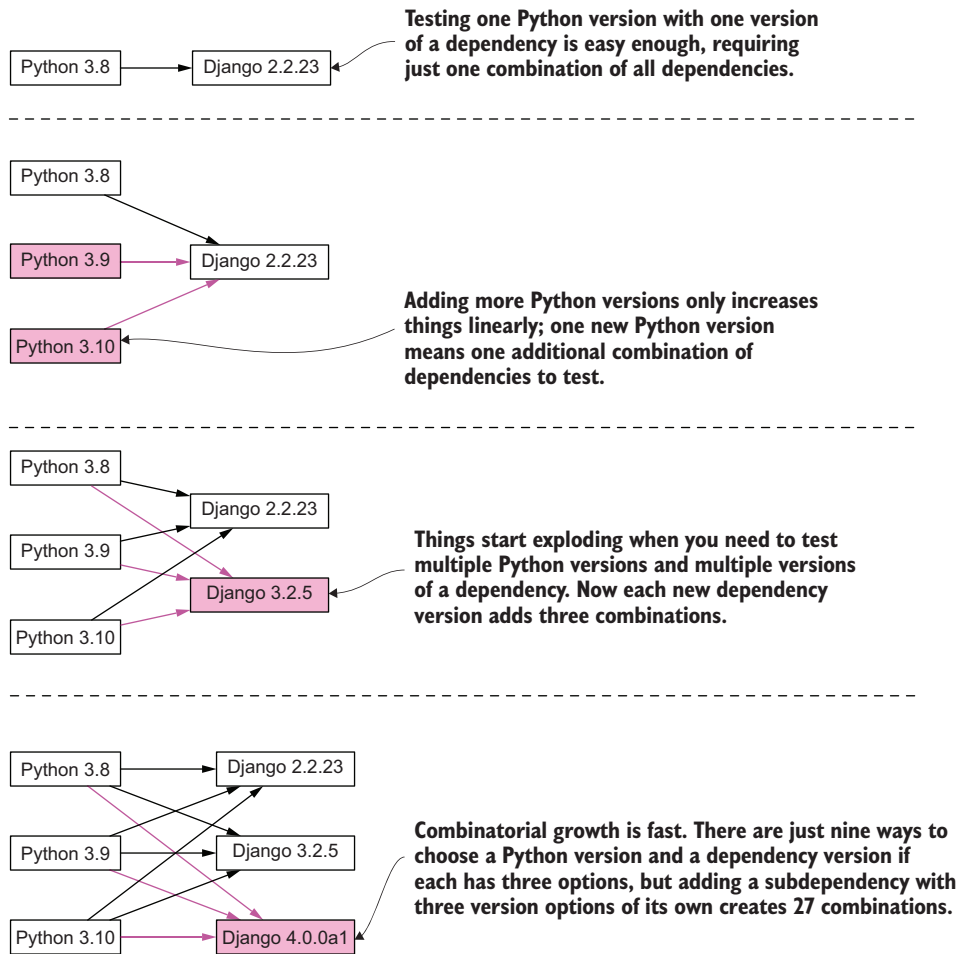 Testing one Python version with one version
of a dependency is easy enough, requiring
just one combination of all dependencies.
Python 3.8
Django 2.2.23
Python 3.8
Python 3.9
Django 2.2.23
Python 3.10
Adding more Python versions only increases
things linearly; one new Python version
means one additional combination of
dependencies to test.
Python 3.8
Django 2.2.23
Python 3.9
Django 3.2.5
Python 3.10
Things start exploding when you need to test
multiple Python versions and multiple versions
of a dependency. Now each new dependency
version adds three combinations.
Python 3.8
Django 2.2.23
Python 3.9
Django 3.2.5
Python 3.10
Django 4.0.0a1
Combinatorial growth is fast. There are just nine ways to
choose a Python version and a dependency version if
each has three options, but adding a subdependency with
three version options of its own creates 27 combinations.